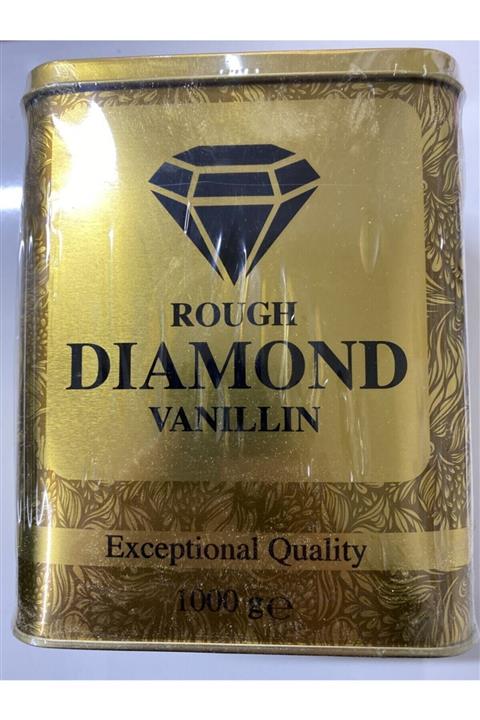 ROUGH
DIAMOND
VANILLIN
Exceptional Quality
1000 g℮